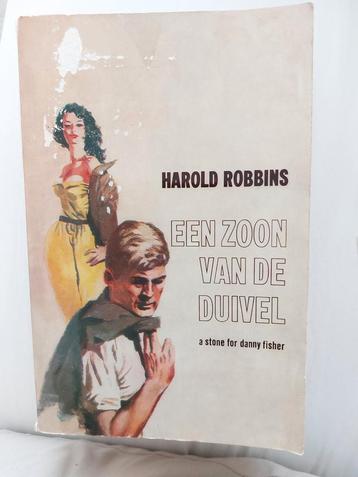 HAROLD ROBBINS
EEN ZOON
VAN DE
DUIVEL
a stone for danny fisher